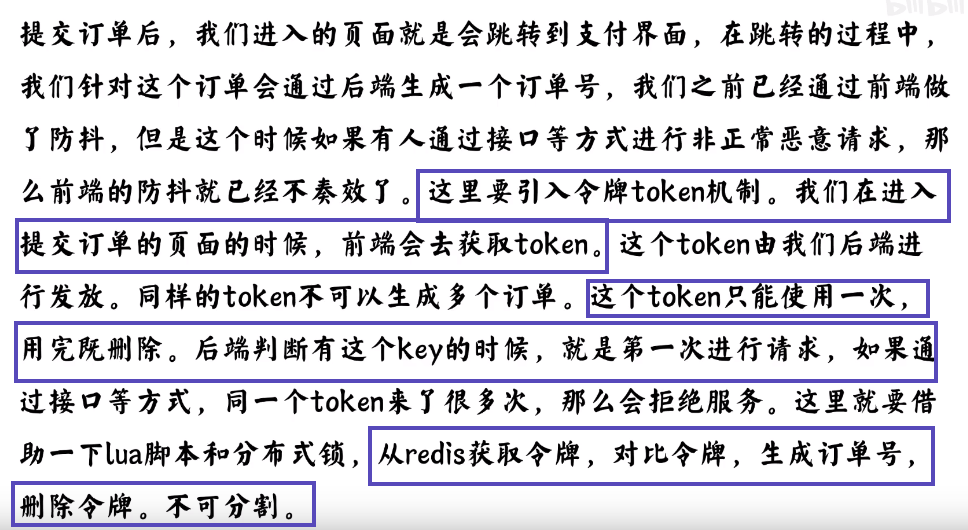 提交订单后，我们进入的页面就是会跳转到支付界面，在跳转的过程中，
我们针对这个订单会通过后端生成一个订单号，我们之前已经通过前端做
了防抖，但是这个时候如果有人通过接口等方式进行非正常恶意请求，那
么前端的防抖就已经不奏效了。这里要引入令牌token机制。我们在进入
提交订单的页面的时候，前端会去获取token。这个token由我们后端进
行发放。同样的token不可以生成多个订单。这个token只能使用一次，
用完既删除。后端判断有这个key的时候，就是第一次进行请求，如果通
过接口等方式，同一个token来了很多次，那么会拒绝服务。这里就要借
助一下lua脚本和分布式锁，从redis获取令牌，对比令牌，生成订单号，
删除令牌。不可分割。